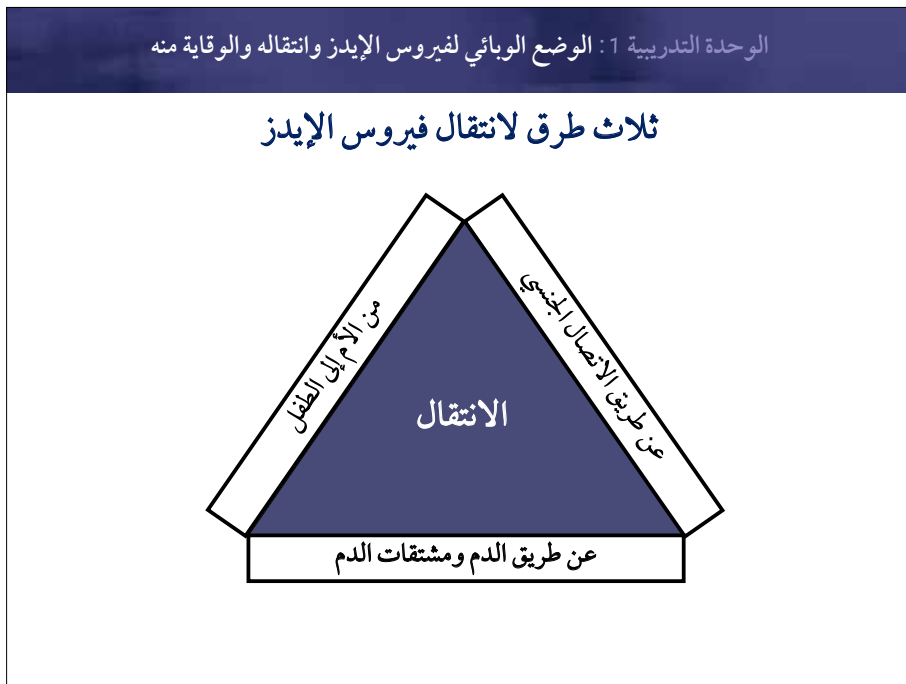 الوحدة التدريبية 1: الوضع الوبائي لفيروس الإيدز وانتقاله والوقاية منه
ثلاث طرق لانتقال فيروس الإيدز
عن طريق الاتصال الجنسي
من الأم إلى الطفل
الانتقال
عن طريق الدم ومشتقات الدم